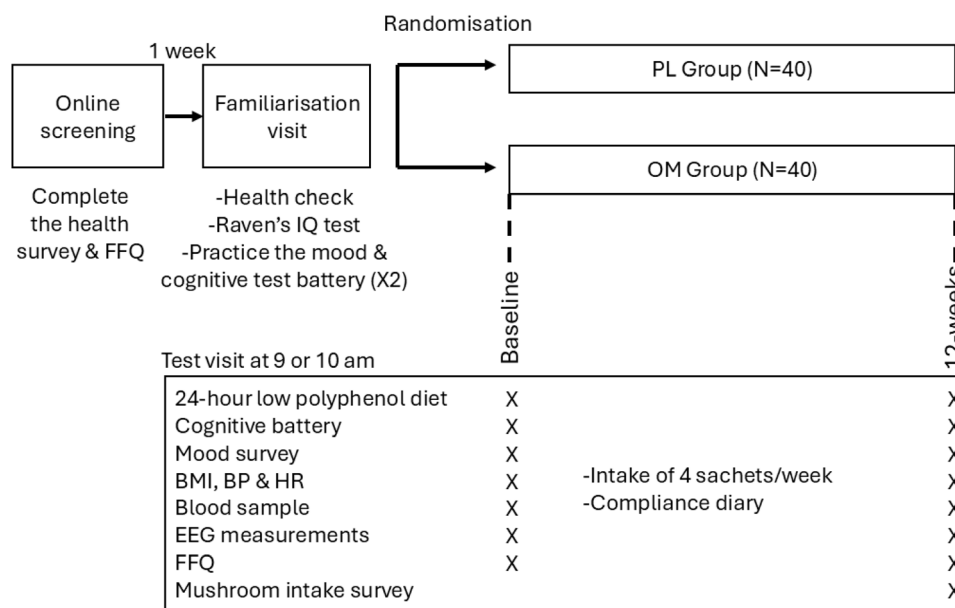 Randomisation
1 week
Online
screening
Familiarisation
visit
PL Group (N=40)
OM Group (N=40)
Complete
the health
survey & FFQ
-Health check
-Raven's IQ test
-Practice the mood &
cognitive test battery (X2)
Baseline
12-weeks
Test visit at 9 or 10 am
24-hour low polyphenol diet X X
Cognitive battery X X
Mood survey X X
BMI, BP & HR X X
Blood sample X X
EEG measurements X X
FFQ X X
Mushroom intake survey X
-Intake of 4 sachets/week
-Compliance diary